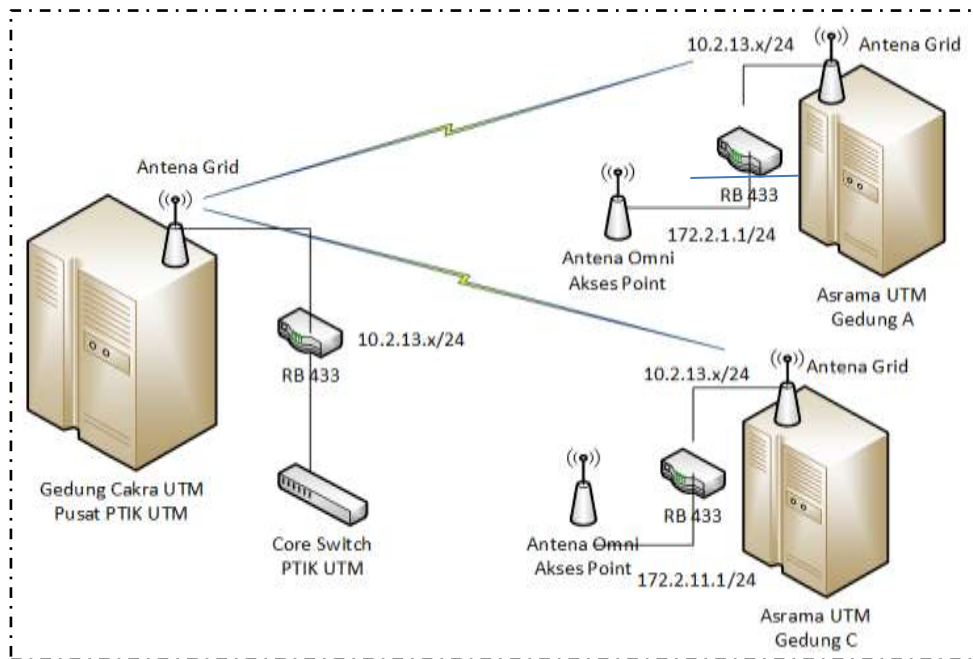 10.2.13.x/24
Antena Grid
Antena Grid
RB 433
172.2.1.1/24
Antena Omni
Akses Point
Asrama UTM
Gedung A
10.2.13.x/24
RB 433
Gedung Cakra UTM
Pusat PTIK UTM
Core Switch
PTIK UTM
10.2.13.x/24
Antena Grid
RB 433
Antena Omni
Akses Point
172.2.11.1/24
Asrama UTM
Gedung C